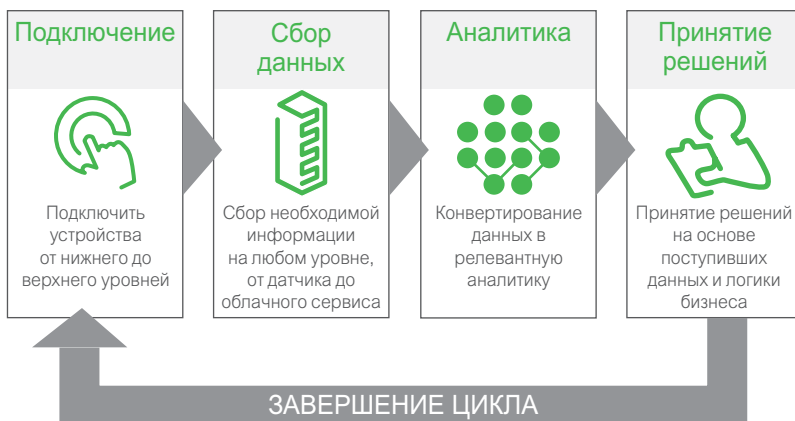 Подключение
Подключить
устройства
от нижнего до
верхнего уровней
Сбор
данных
Сбор необходимой
информации
на любом уровне,
от датчика до
облачного сервиса
Аналитика
Конвертирование
данных в
релевантную
аналитику
Принятие
решений
Принятие решений
на основе
поступивших
данных и логики
бизнеса
ЗАВЕРШЕНИЕ ЦИКЛА